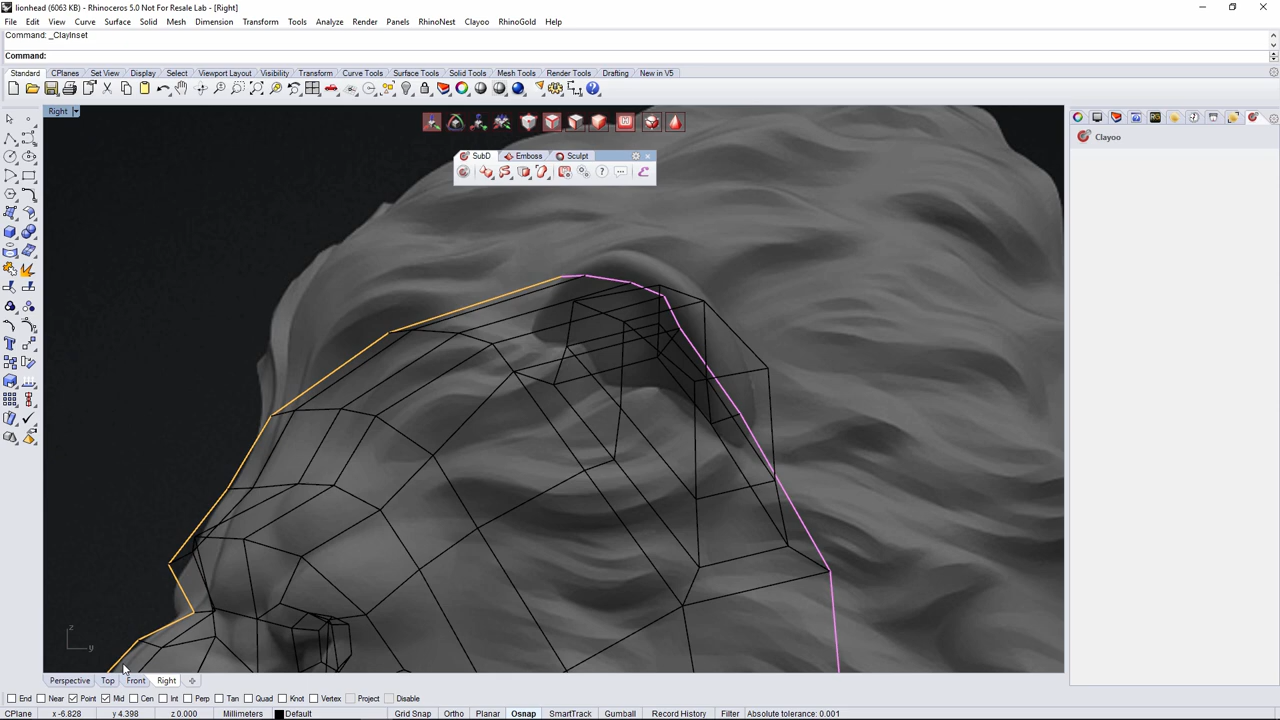 lionhead (6063 KB) - Rhinoceros 5.0 Not For Resale Lab - [Right]
File Edit View Curve Surface Solid Mesh Dimension Transform Tools Analyze Render Panels RhinoNest Clayoo RhinoGold Help
Command: _ClayInset
Command:
Standard CPlanes Set View Display Select Viewport Layout Visibility Transform Curve Tools Surface Tools Solid Tools Mesh Tools Render Tools Drafting New in V5
Right
SubD Emboss Sculpt
Clayoo
z
y
Perspective Top Front Right
End Near Point Mid Cen Int Perp Tan Quad Knot Vertex Project Disable
CPlane x -6.828 y 4.398 z 0.000 Millimeters Default Grid Snap Ortho Planar Osnap SmartTrack Gumball Record History Filter Absolute tolerance: 0.001